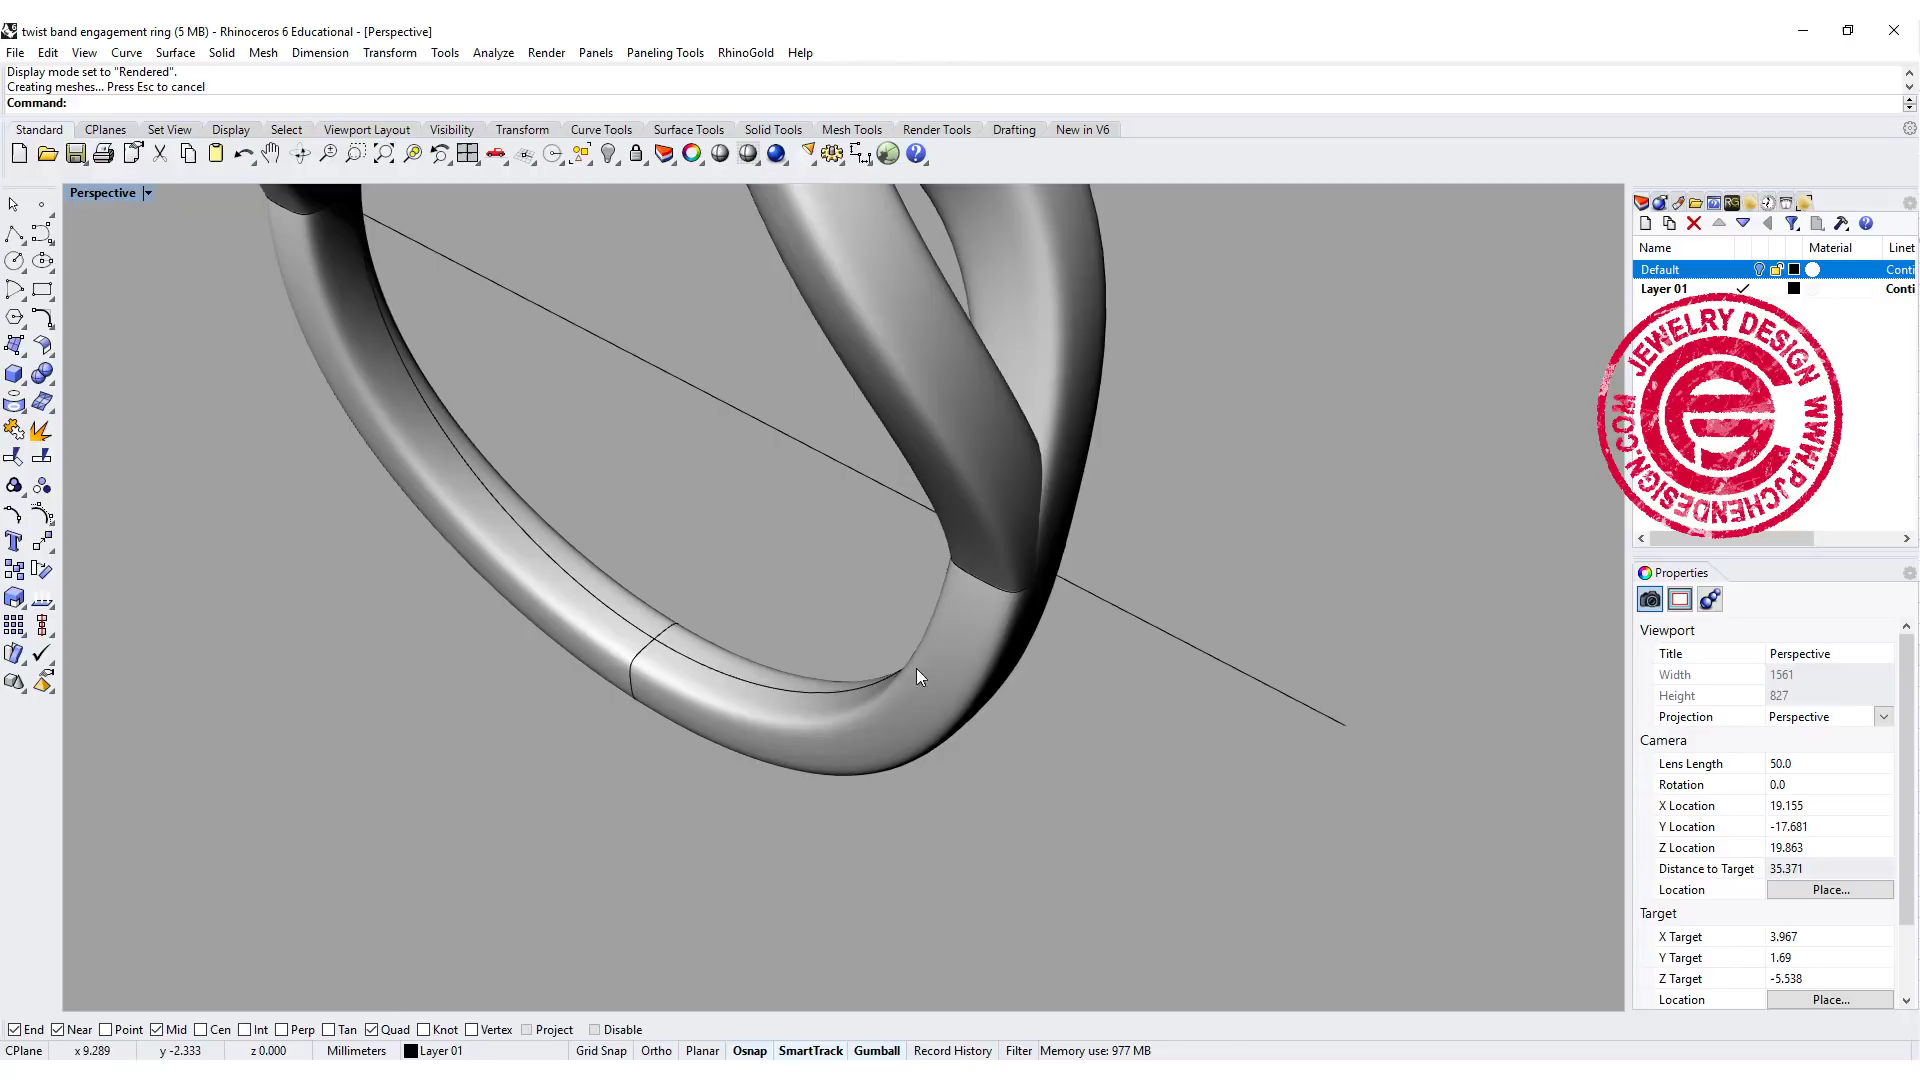 twist band engagement ring (5 MB) - Rhinoceros 6 Educational - [Perspective]
File Edit View Curve Surface Solid Mesh Dimension Transform Tools Analyze Render Panels Paneling Tools RhinoGold Help
Display mode set to "Rendered".
Creating meshes... Press Esc to cancel
Command:
Standard CPlanes Set View Display Select Viewport Layout Visibility Transform Curve Tools Surface Tools Solid Tools Mesh Tools Render Tools Drafting New in V6
Perspective
Name Material Linet
Default Conti
Layer 01 Conti
JEWELRY DESIGN WWW.PJCHENDESIGN.COM
Properties
Viewport
Title Perspective
Width 1561
Height 827
Projection Perspective
Camera
Lens Length 50.0
Rotation 0.0
X Location 19.155
Y Location -17.681
Z Location 19.863
Distance to Target 35.371
Location Place...
Target
X Target 3.967
Y Target 1.69
Z Target -5.538
Location Place...
End Near Point Mid Cen Int Perp Tan Quad Knot Vertex Project Disable
CPlane x 9.289 y -2.333 z 0.000 Millimeters Layer 01 Grid Snap Ortho Planar Osnap SmartTrack Gumball Record History Filter Memory use: 977 MB